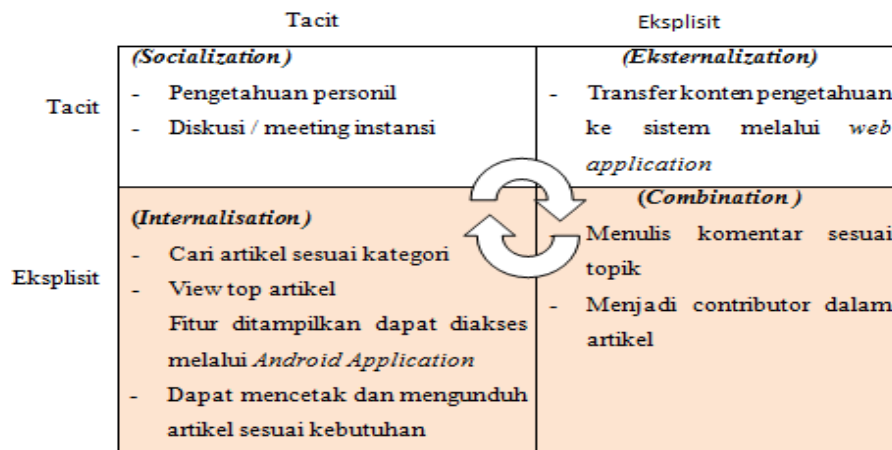 Tacit
Eksplisit
Tacit
(Socialization)
- Pengetahuan personil
- Diskusi / meeting instansi
(Eksternalization)
- Transfer konten pengetahuan
ke sistem melalui web
application
Eksplisit
(Internalisation)
- Cari artikel sesuai kategori
- View top artikel
Fitur ditampilkan dapat diakses
melalui Android Application
- Dapat mencetak dan mengunduh
artikel sesuai kebutuhan
(Combination )
- Menulis komentar sesuai
topik
- Menjadi contributor dalam
artikel